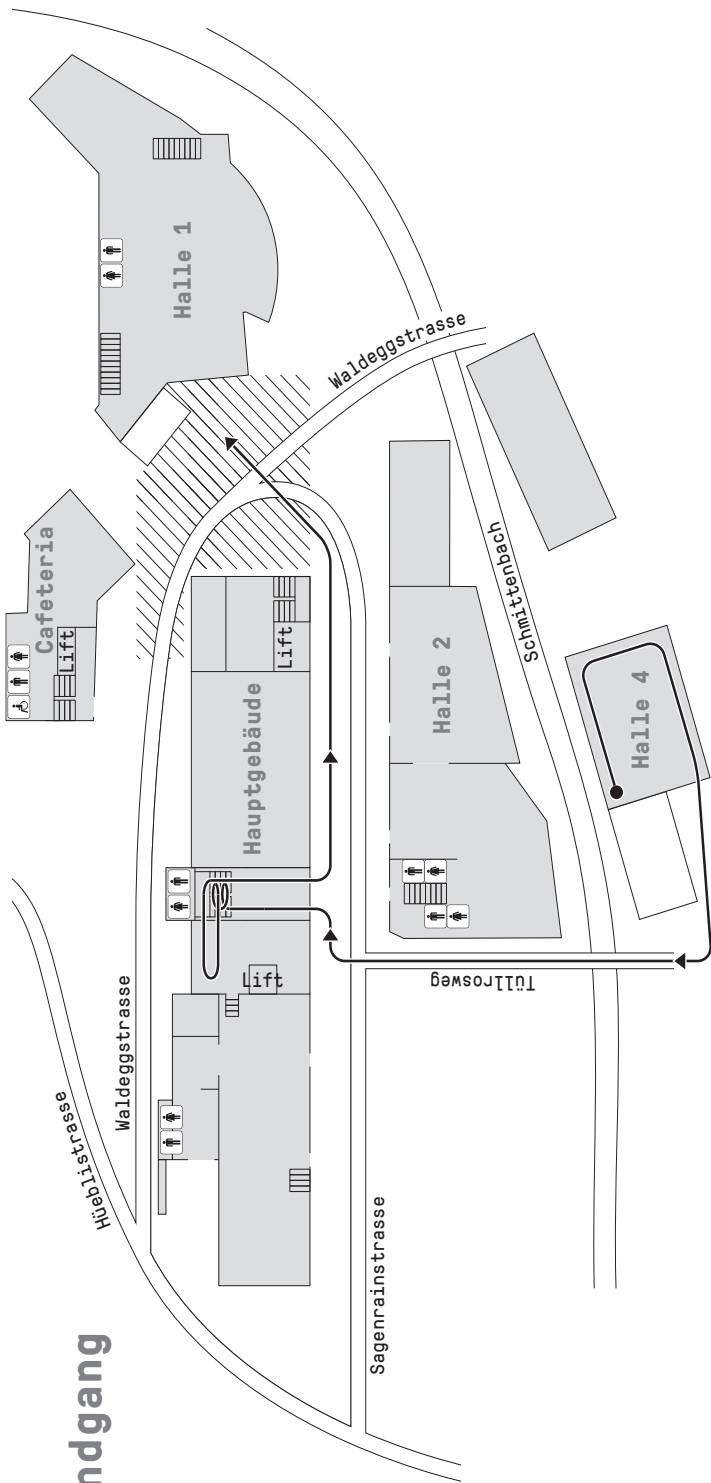 ndgang
Hüeblistrasse
Waldeggstrasse
Cafeteria
Lift
Halle 1
Waldeggstrasse
Hauptgebäude
Lift
Lift
Sagenrainstrasse
Tüllrosweg
Halle 2
Schmittenbach
Halle 4